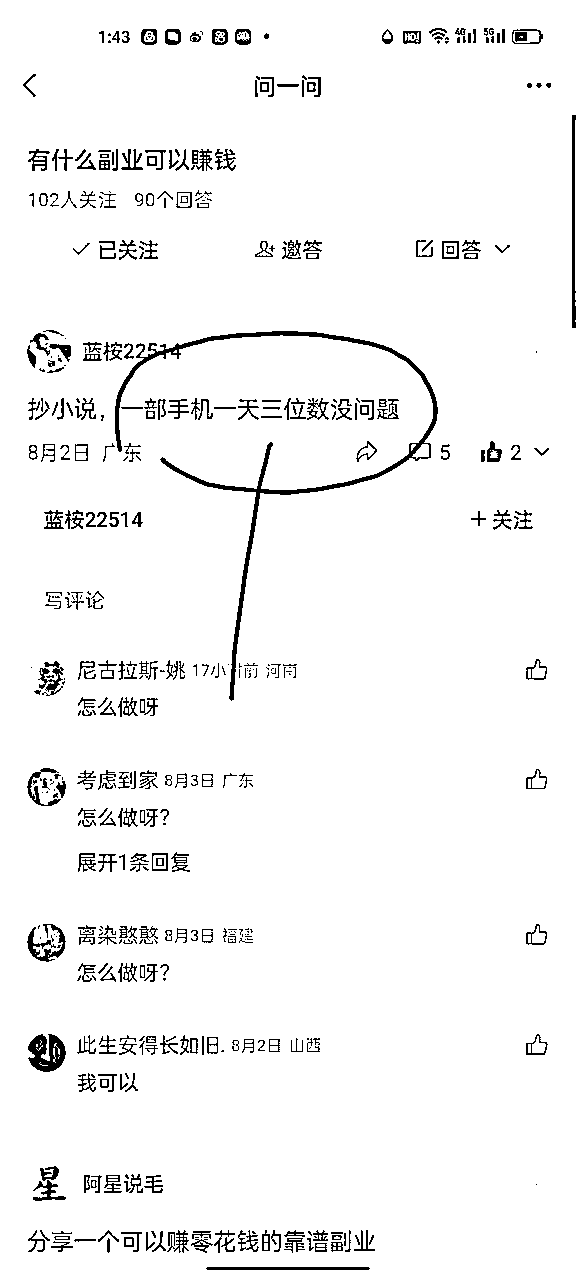 1:43
HD 4G 5G
问一问
有什么副业可以赚钱
102人关注 90个回答
已关注 邀答 回答
蓝桉22514
抄小说，一部手机一天三位数没问题
8月2日 广东 5 2
蓝桉22514 +关注
写评论
尼古拉斯-姚 17小时前 河南
怎么做呀
考虑到家 8月3日 广东
怎么做呀？
展开1条回复
离染憨憨 8月3日 福建
怎么做呀？
此生安得长如旧. 8月2日 山西
我可以
星 阿星说毛
分享一个可以赚零花钱的靠谱副业